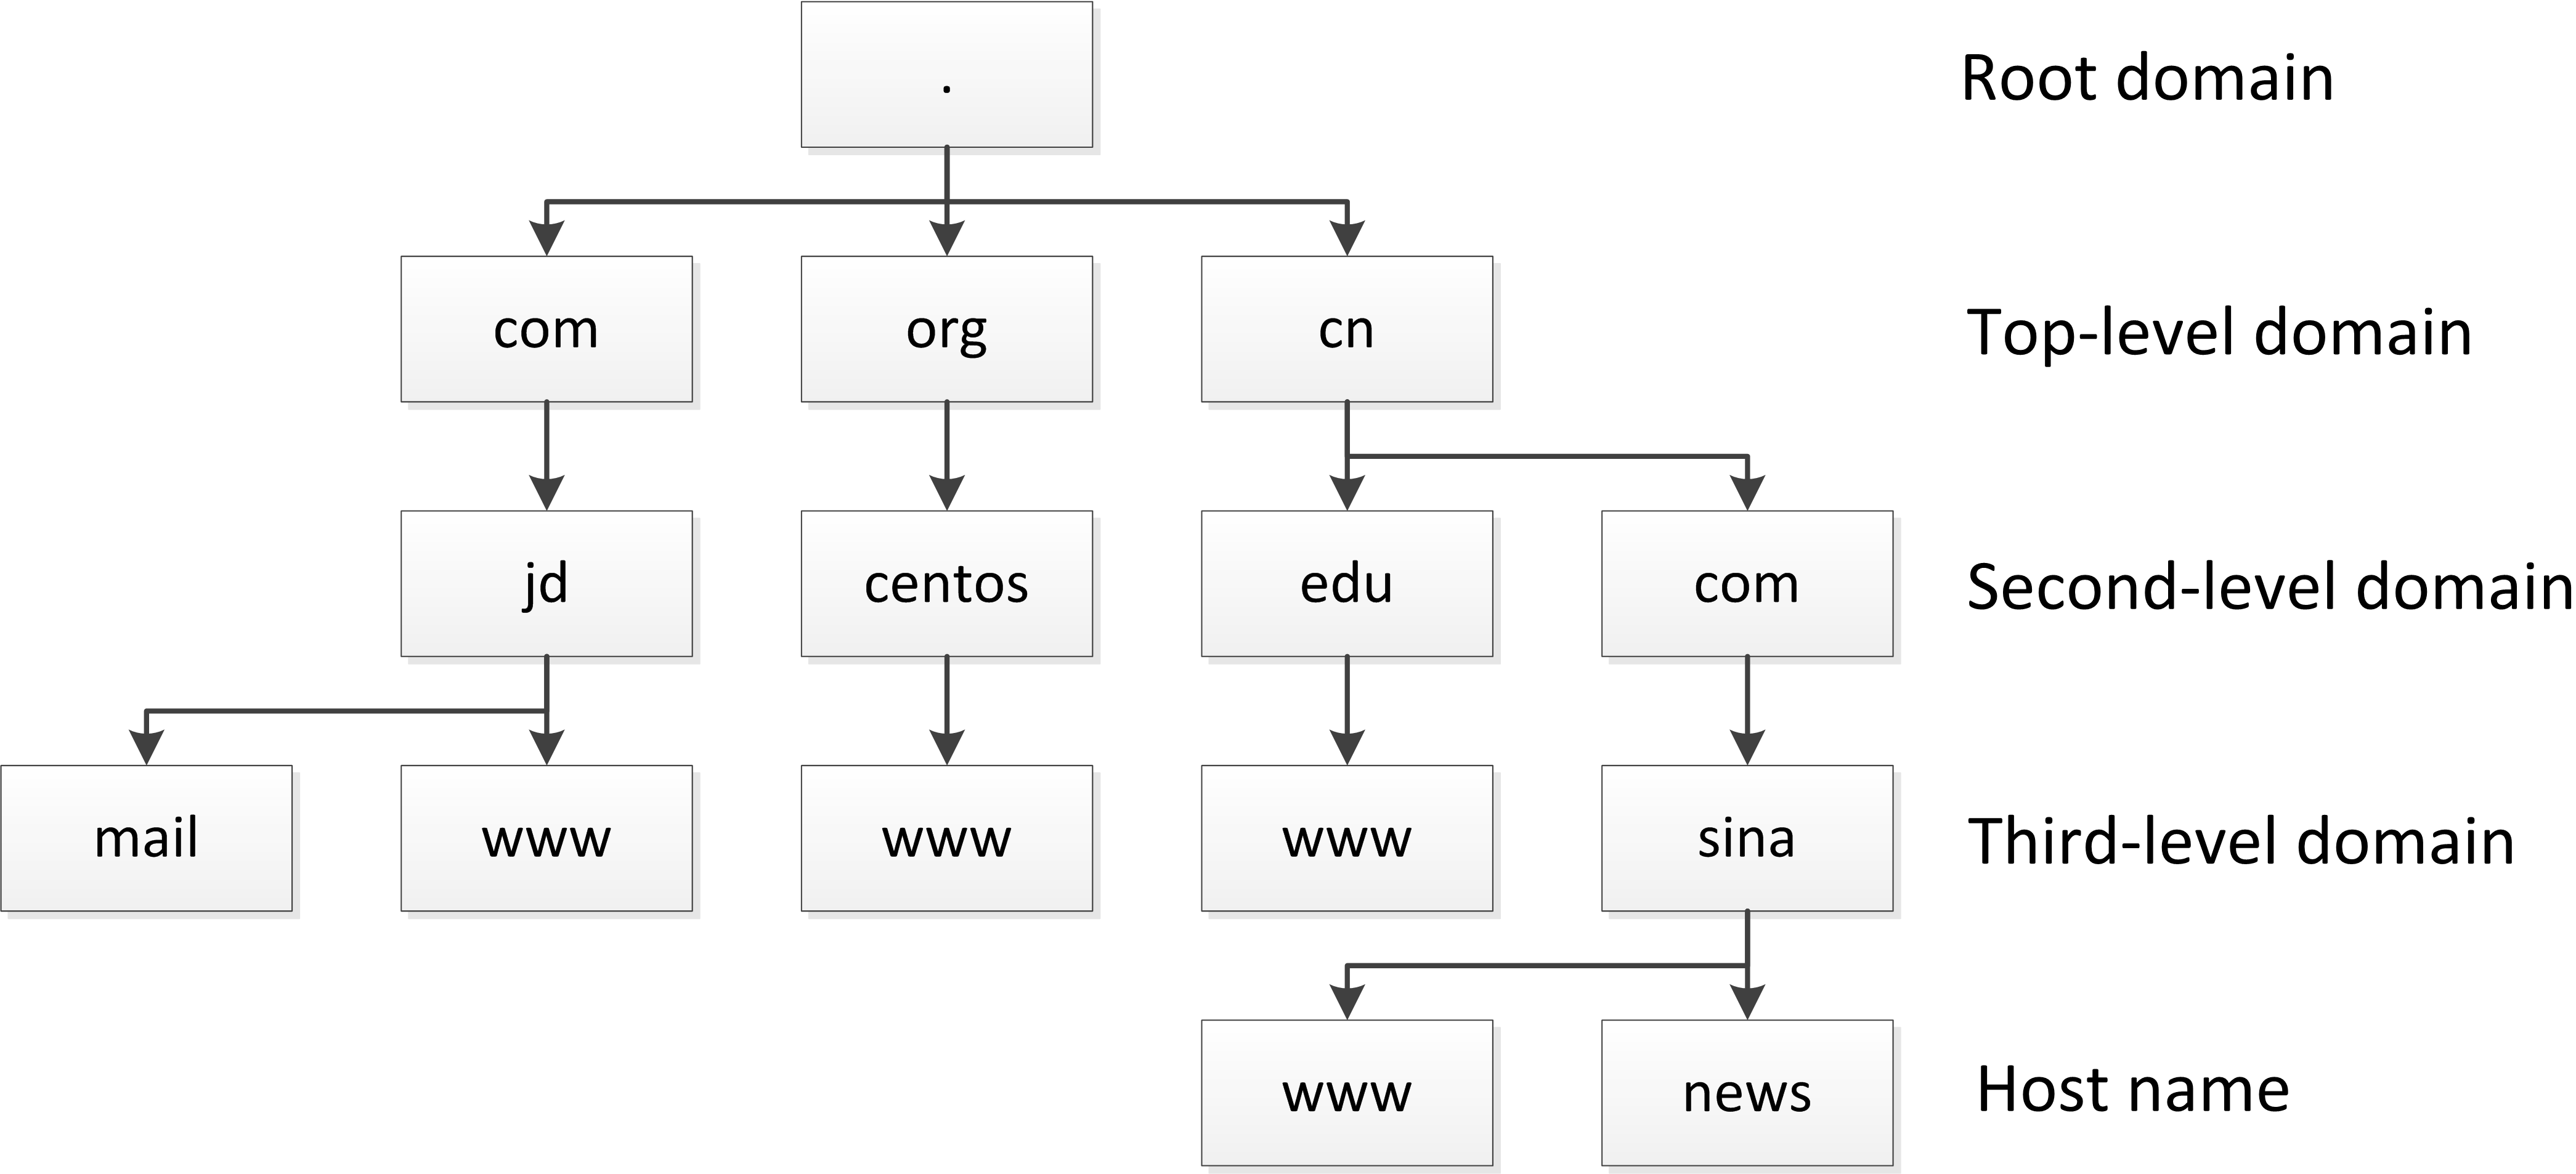 .
Root domain
com
org
cn
Top-level domain
jd
centos
edu
com
Second-level domain
mail
www
www
www
sina
Third-level domain
www
news
Host name